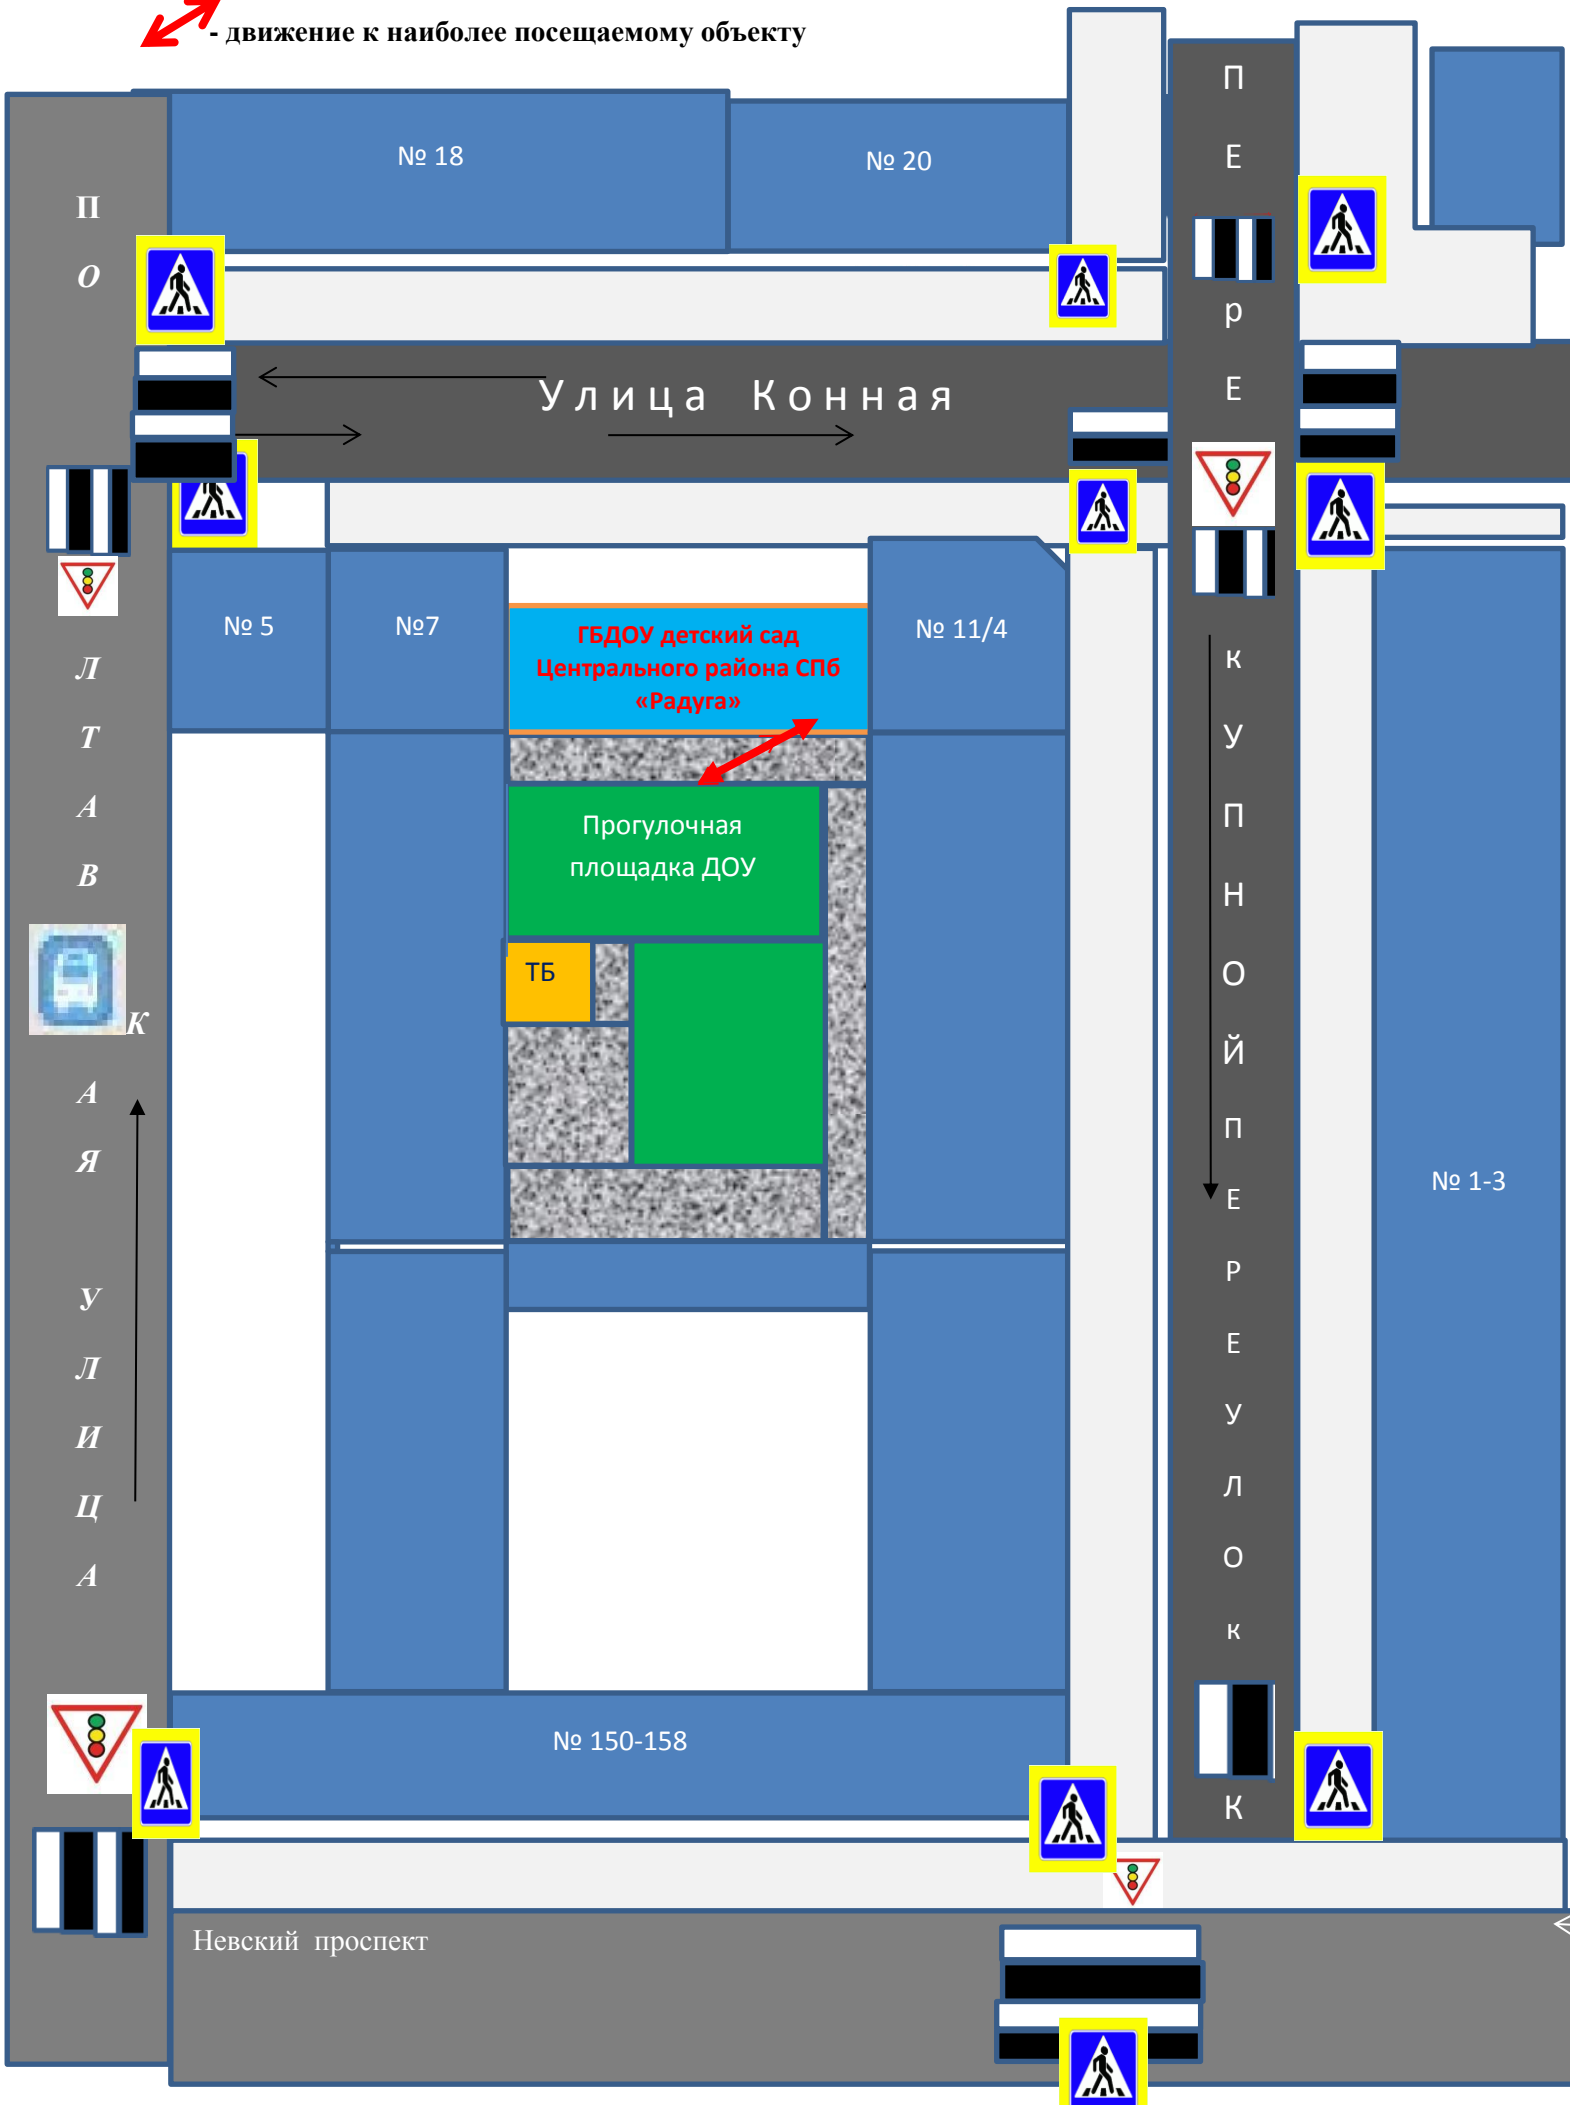 - движение к наиболее посещаемому объекту
№ 18
№ 20
Улица Конная
№ 5
№7
ГБДОУ детский сад
Центрального района СПб
«Радуга»
№ 11/4
Прогулочная
площадка ДОУ
ТБ
№ 1-3
№ 150-158
Невский проспект
П
О
Л
Т
А
В
К
А
Я
У
Л
И
Ц
А
П
Е
р
Е
к
У
П
Н
О
Й
П
Е
Р
Е
У
Л
О
к
К